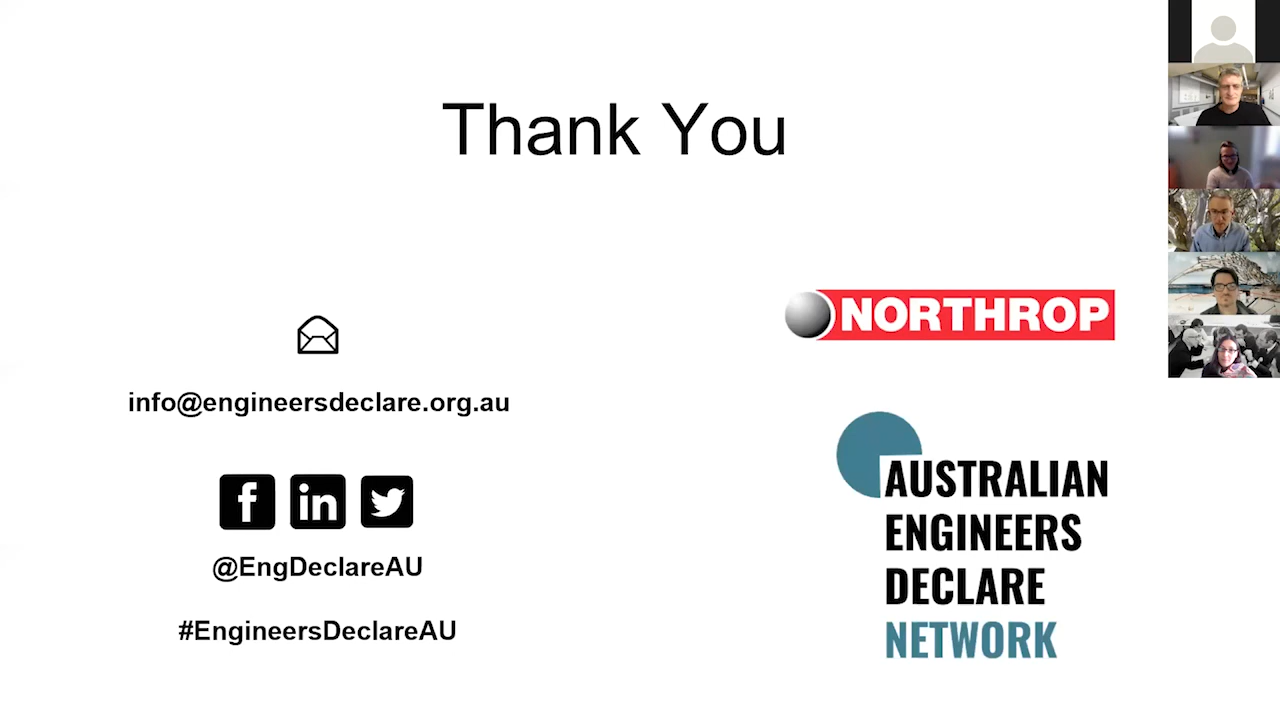 Thank You
info@engineersdeclare.org.au
@EngDeclareAU
#EngineersDeclareAU
NORTHROP
AUSTRALIAN
ENGINEERS
DECLARE
NETWORK